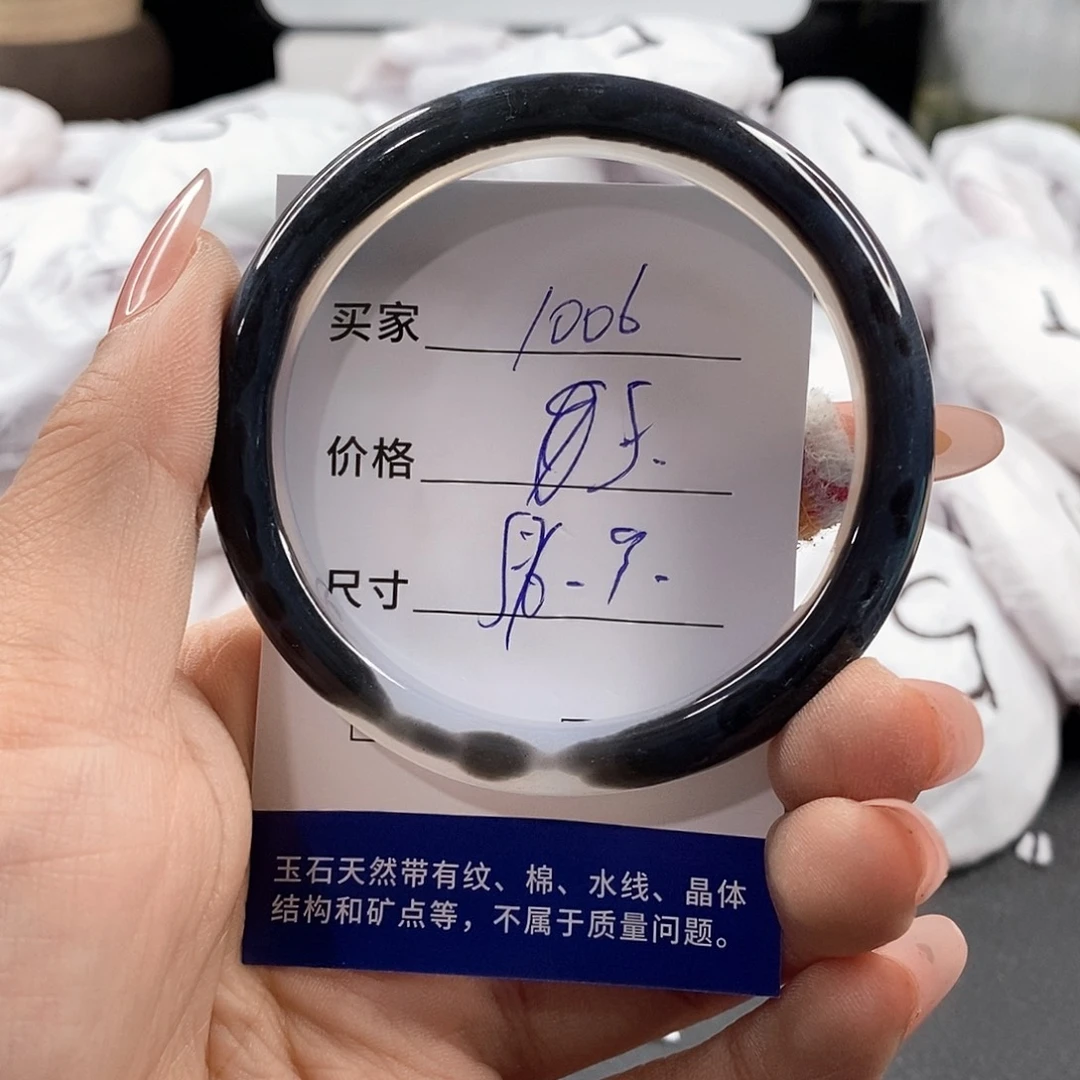 买家 1006
价格
尺寸
玉石天然带有纹、棉、水线、晶体
结构和矿点等，不属于质量问题。